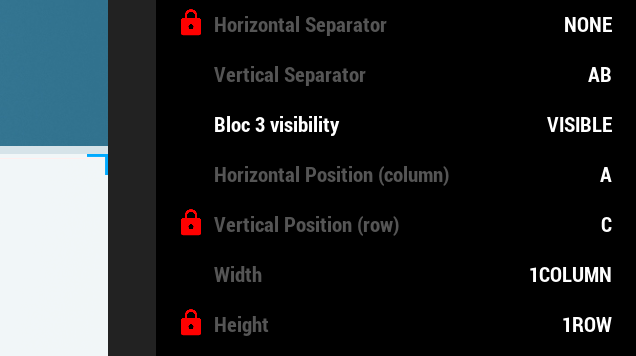 Horizontal Separator NONE
Vertical Separator AB
Bloc 3 visibility VISIBLE
Horizontal Position (column) A
Vertical Position (row) C
Width 1COLUMN
Height 1ROW